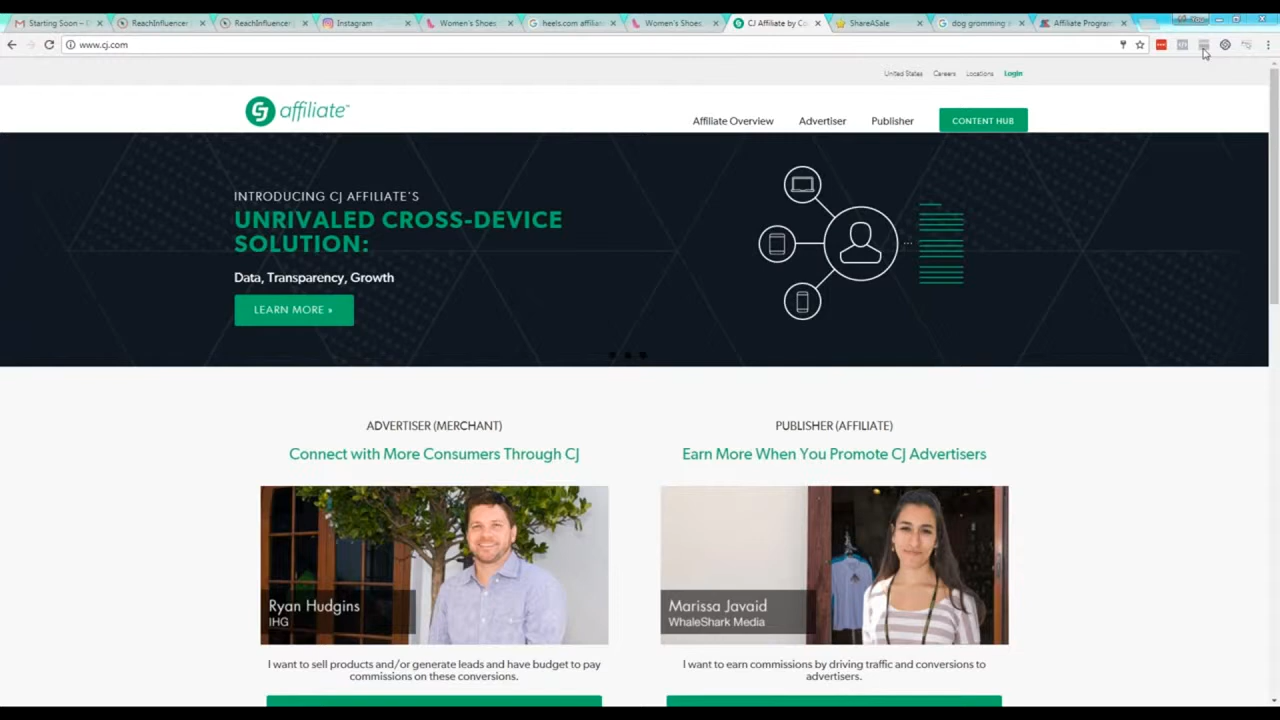 Starting Soon – D
ReachInfluencer
ReachInfluencer
Instagram
Women's Shoes
heels.com affiliat
Women's Shoes
CJ Affiliate by Co
ShareASale
dog gromming A
Affiliate Program
www.cj.com
United States
Careers
Locations
Login
CJ affiliate™
Affiliate Overview
Advertiser
Publisher
CONTENT HUB
INTRODUCING CJ AFFILIATE'S
UNRIVALED CROSS-DEVICE
SOLUTION:
Data, Transparency, Growth
LEARN MORE »
ADVERTISER (MERCHANT)
Connect with More Consumers Through CJ
Ryan Hudgins
IHG
I want to sell products and/or generate leads and have budget to pay
commissions on these conversions.
PUBLISHER (AFFILIATE)
Earn More When You Promote CJ Advertisers
Marissa Javaid
WhaleShark Media
I want to earn commissions by driving traffic and conversions to
advertisers.